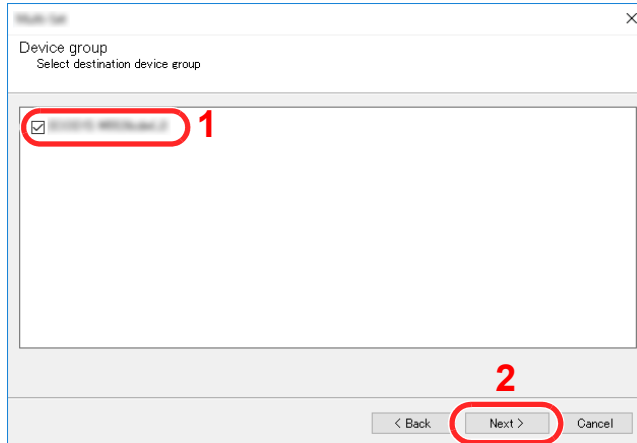 Device group
Select destination device group
1
2
< Back
Next >
Cancel